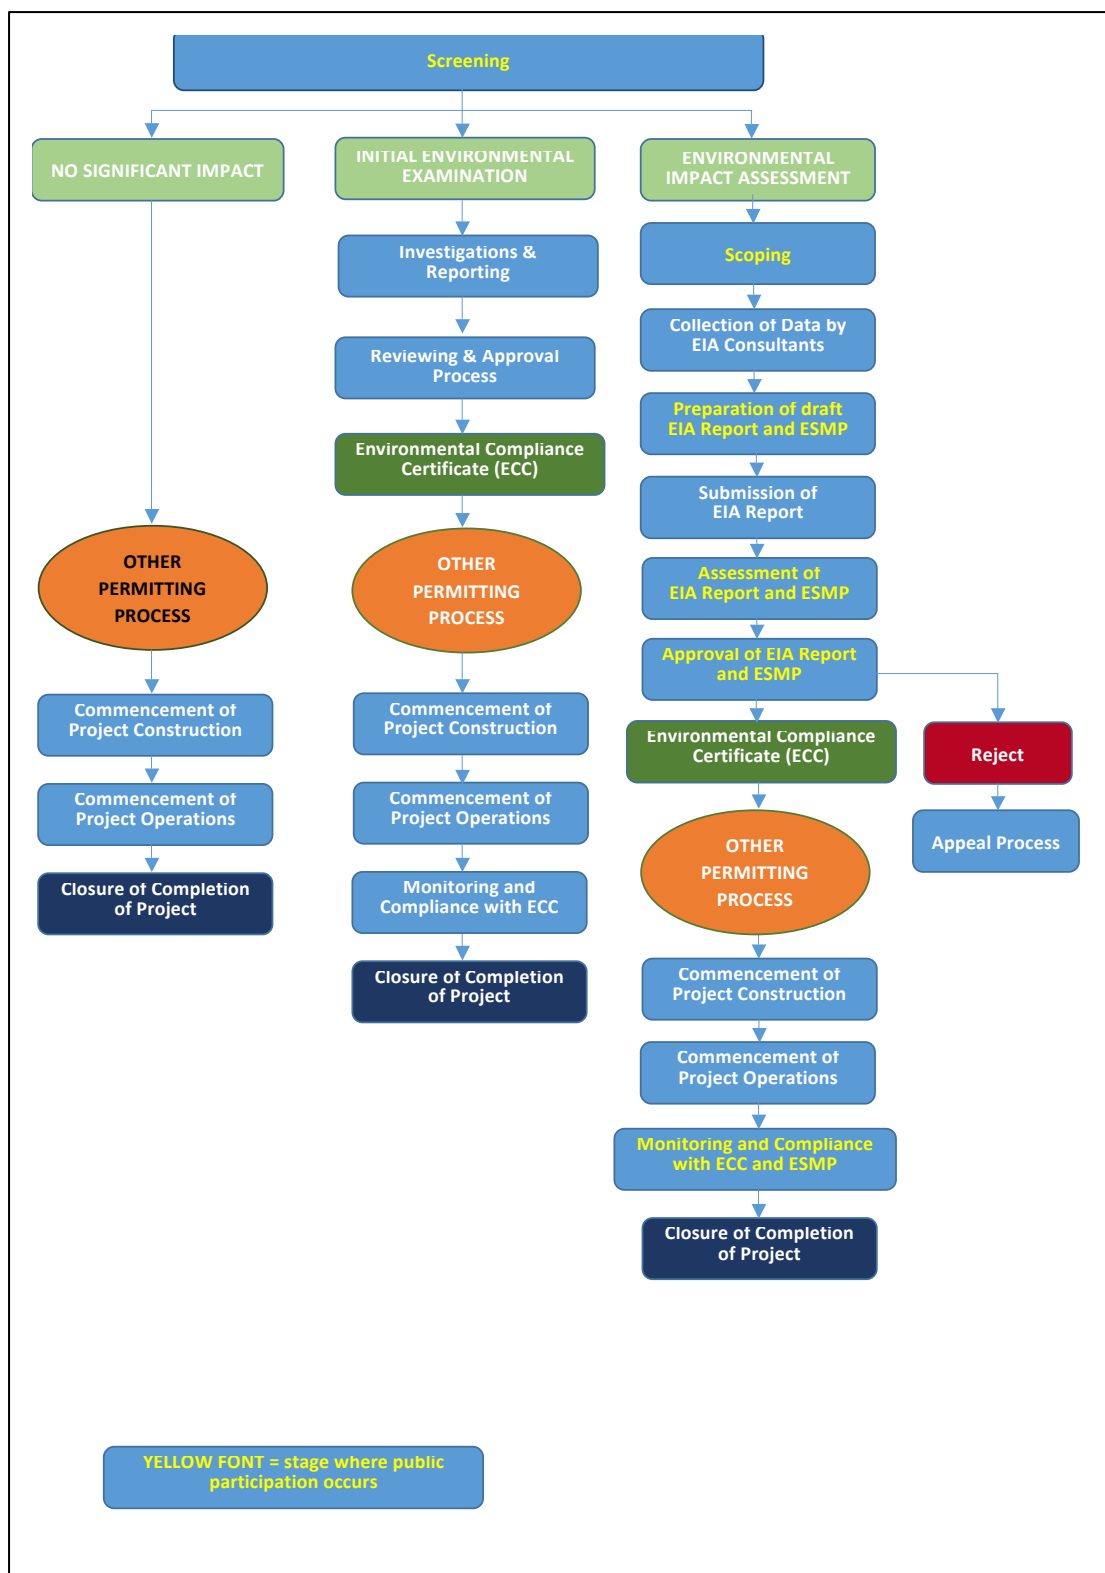 Screening
NO SIGNIFICANT IMPACT
INITIAL ENVIRONMENTAL
EXAMINATION
ENVIRONMENTAL
IMPACT ASSESSMENT
Investigations &
Reporting
Reviewing & Approval
Process
Environmental Compliance
Certificate (ECC)
Scoping
Collection of Data by
EIA Consultants
Preparation of draft
EIA Report and ESMP
Submission of
EIA Report
Assessment of
EIA Report and ESMP
Approval of EIA Report
and ESMP
OTHER
PERMITTING
PROCESS
Commencement of
Project Construction
Commencement of
Project Operations
Closure of Completion
of Project
OTHER
PERMITTING
PROCESS
Commencement of
Project Construction
Commencement of
Project Operations
Monitoring and
Compliance with ECC
Closure of Completion
of Project
Environmental Compliance
Certificate (ECC)
Reject
Appeal Process
OTHER
PERMITTING
PROCESS
Commencement of
Project Construction
Commencement of
Project Operations
Monitoring and Compliance
with ECC and ESMP
Closure of Completion
of Project
YELLOW FONT = stage where public
participation occurs